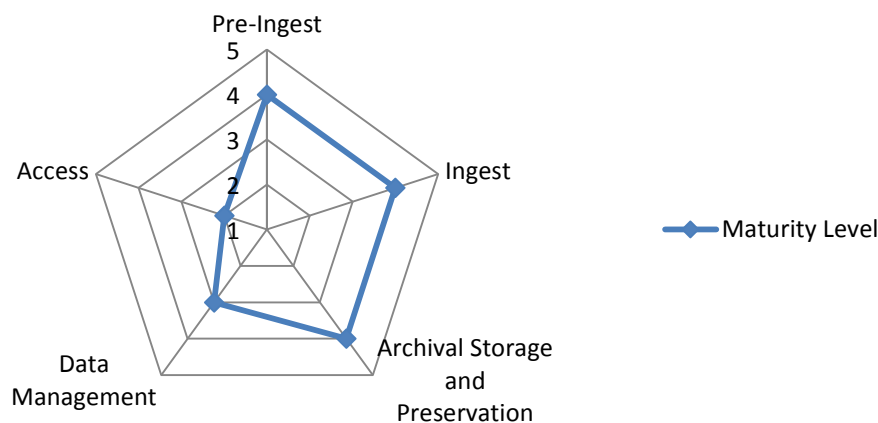 Pre-Ingest
5
4
3
2
1
Access
Ingest
Maturity Level
Data
Management
Archival Storage
and
Preservation